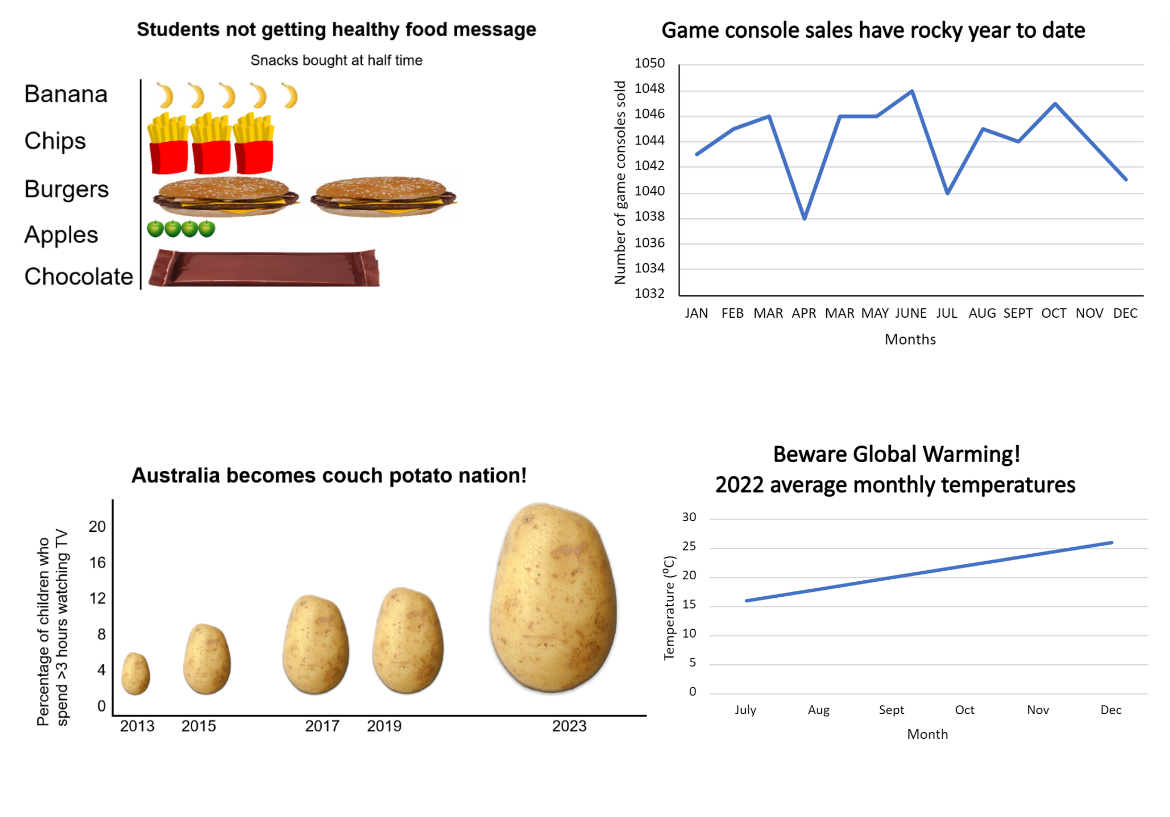 Students not getting healthy food message
Snacks bought at half time
Banana
Chips
Burgers
Apples
Chocolate
Game console sales have rocky year to date
Number of game consoles sold
1050
1048
1046
1044
1042
1040
1038
1036
1034
1032
JAN FEB MAR APR MAR MAY JUNE JUL AUG SEPT OCT NOV DEC
Months
Australia becomes couch potato nation!
Percentage of children who
spend >3 hours watching TV
20
16
12
8
4
0
2013 2015 2017 2019 2023
Beware Global Warming!
2022 average monthly temperatures
Temperature (⁰C)
30
25
20
15
10
5
0
July Aug Sept Oct Nov Dec
Month